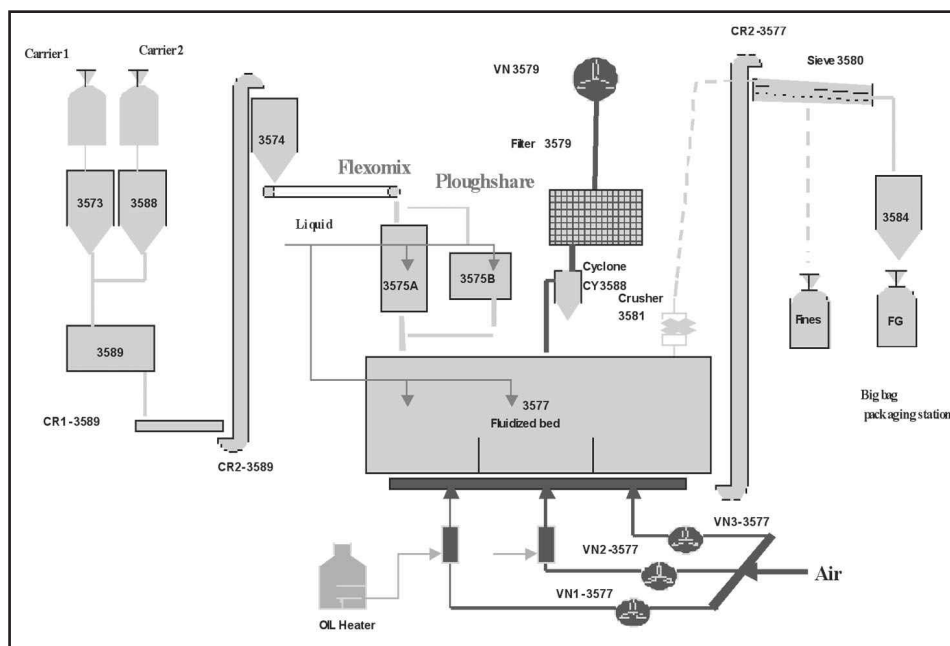 Carrier 1
Carrier 2
CR2-3577
Sieve 3580
VN 3579
3574
Filter 3579
Flexomix
Ploughshare
3573
3588
3584
Liquid
Cyclone
CY3588
3575A
3575B
Crusher
3581
Fines
FG
3589
3577
Fluidized bed
Big bag
packaging station
CR1-3589
CR2-3589
VN3-3577
VN2-3577
Air
VN1-3577
OIL Heater